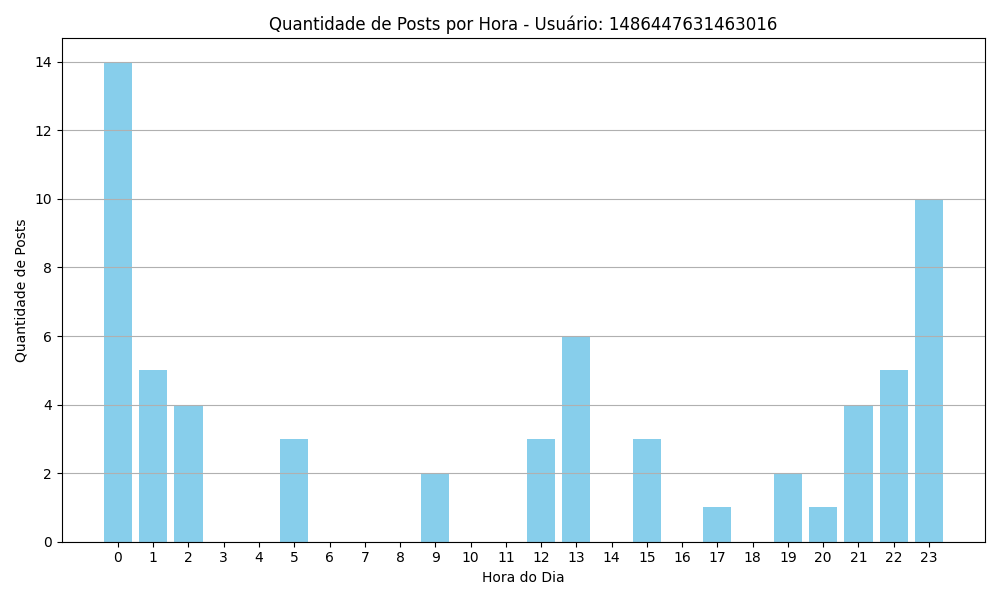 Quantidade de Posts por Hora - Usuário: 1486447631463016
Quantidade de Posts
14
12
10
8
6
4
2
0
0 1 2 3 4 5 6 7 8 9 10 11 12 13 14 15 16 17 18 19 20 21 22 23
Hora do Dia